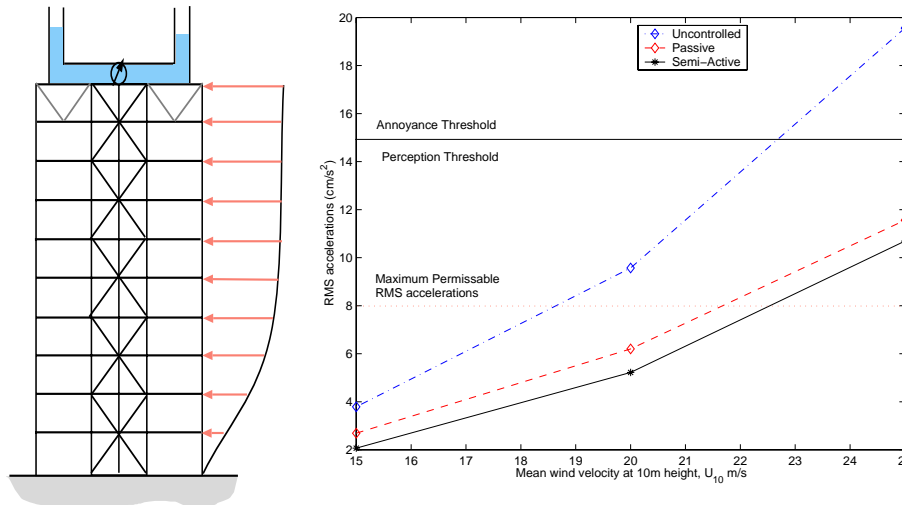 20
18
16
14
12
10
8
6
4
2
RMS accelerations (cm/s²)
Uncontrolled
Passive
Semi-Active
Annoyance Threshold
Perception Threshold
Maximum Permissable
RMS accelerations
15 16 17 18 19 20 21 22 23 24 25
Mean wind velocity at 10m height, U10 m/s